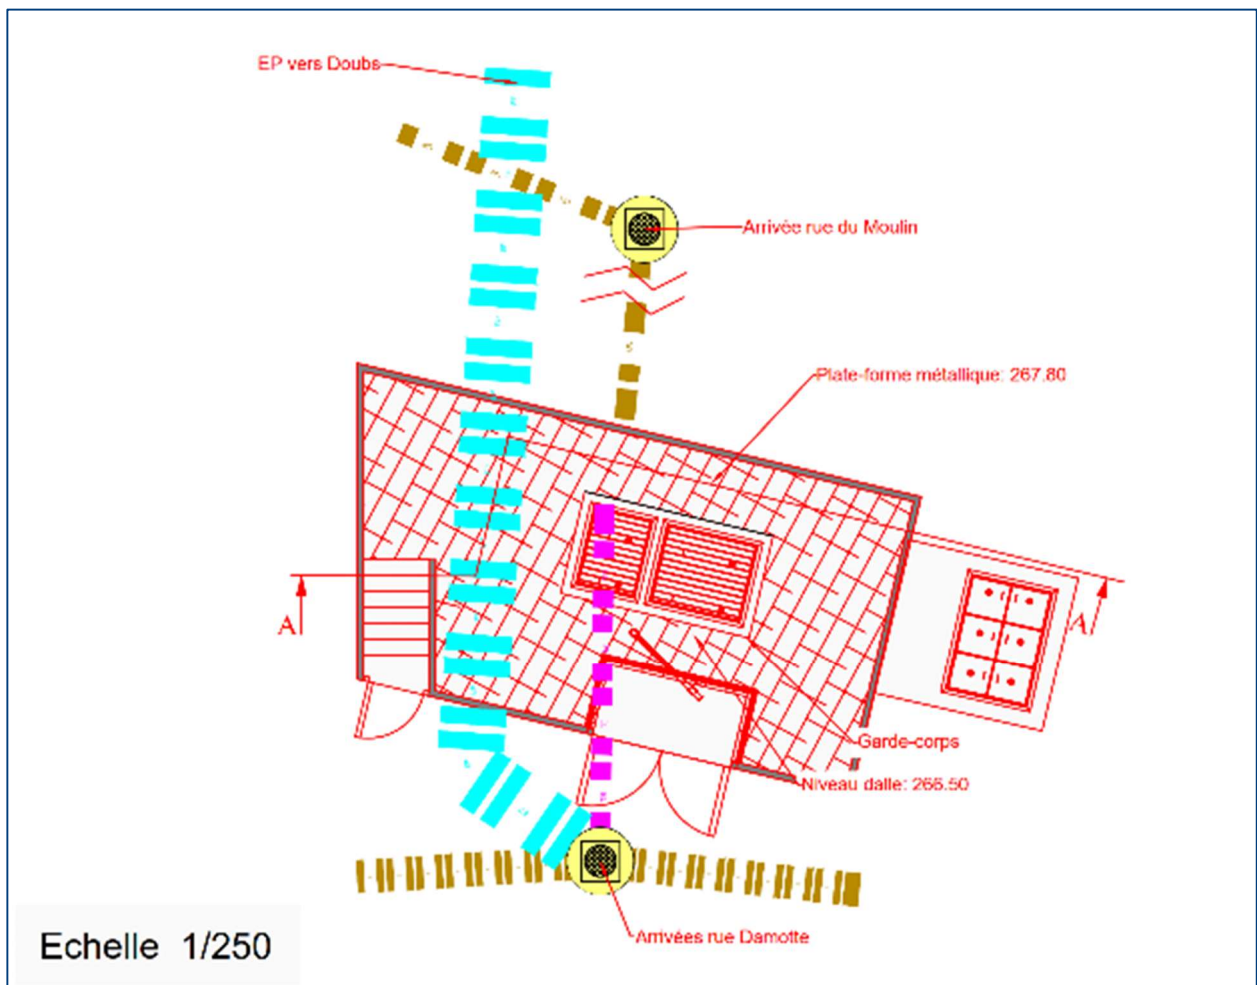 EP vers Doubs
Arrivée rue du Moulin
Plate-forme métallique: 267.80
A
A
Garde-corps
Niveau dalle: 266.50
Arrivées rue Damotte
Echelle 1/250